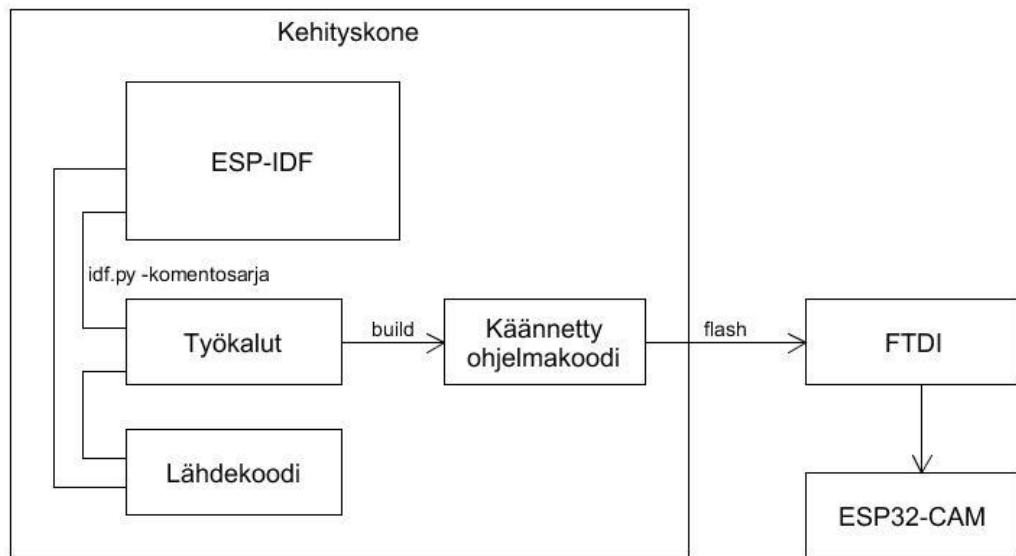 Kehityskone
ESP-IDF
idf.py -komentosarja
Työkalut
build
Käännetty
ohjelmakoodi
flash
FTDI
Lähdekoodi
ESP32-CAM